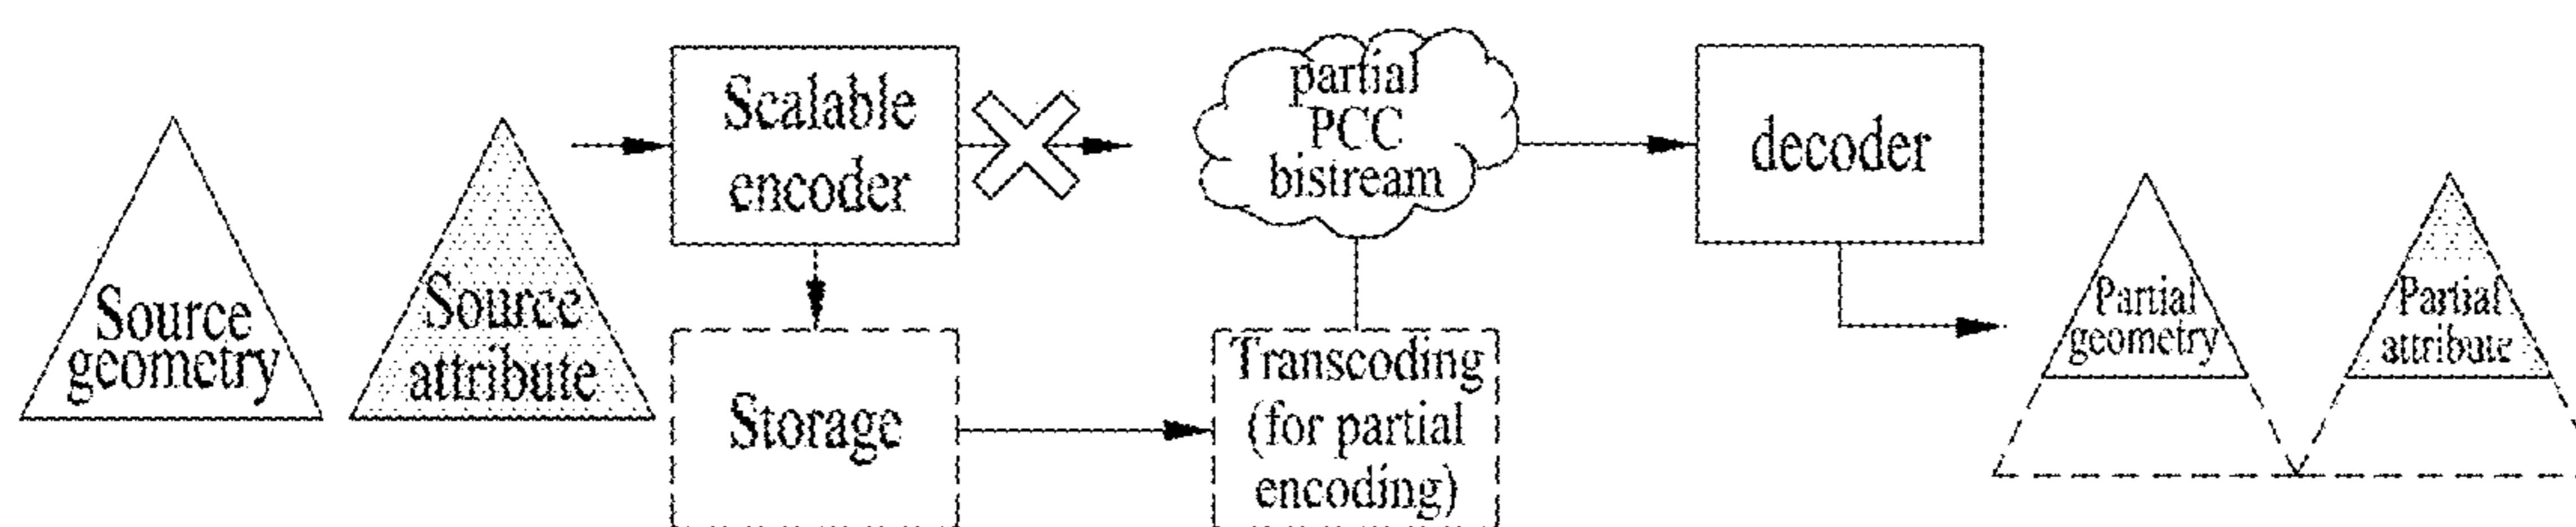 Source
geometry
Source
attribute
Scalable
encoder
Storage
partial
PCC
bistream
Transcoding
(for partial
encoding)
decoder
Partial
geometry
Partial
attribute